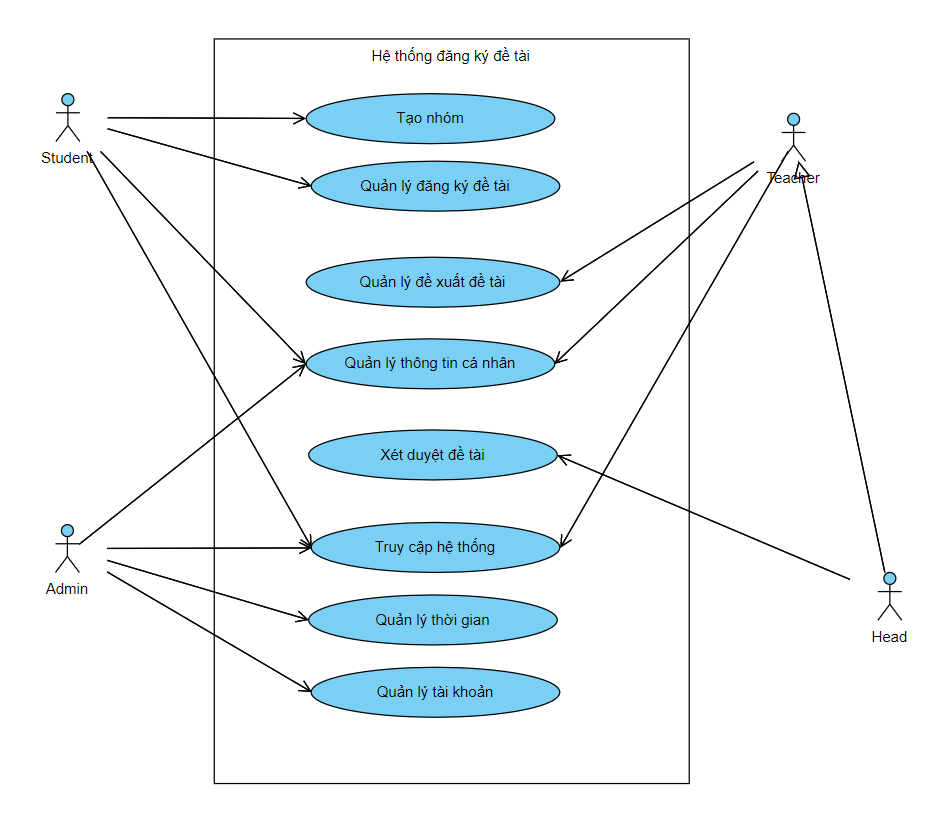 Hệ thống đăng ký đề tài
Student
Tạo nhóm
Quản lý đăng ký đề tài
Teacher
Quản lý đề xuất đề tài
Quản lý thông tin cá nhân
Xét duyệt đề tài
Truy cập hệ thống
Admin
Quản lý thời gian
Head
Quản lý tài khoản